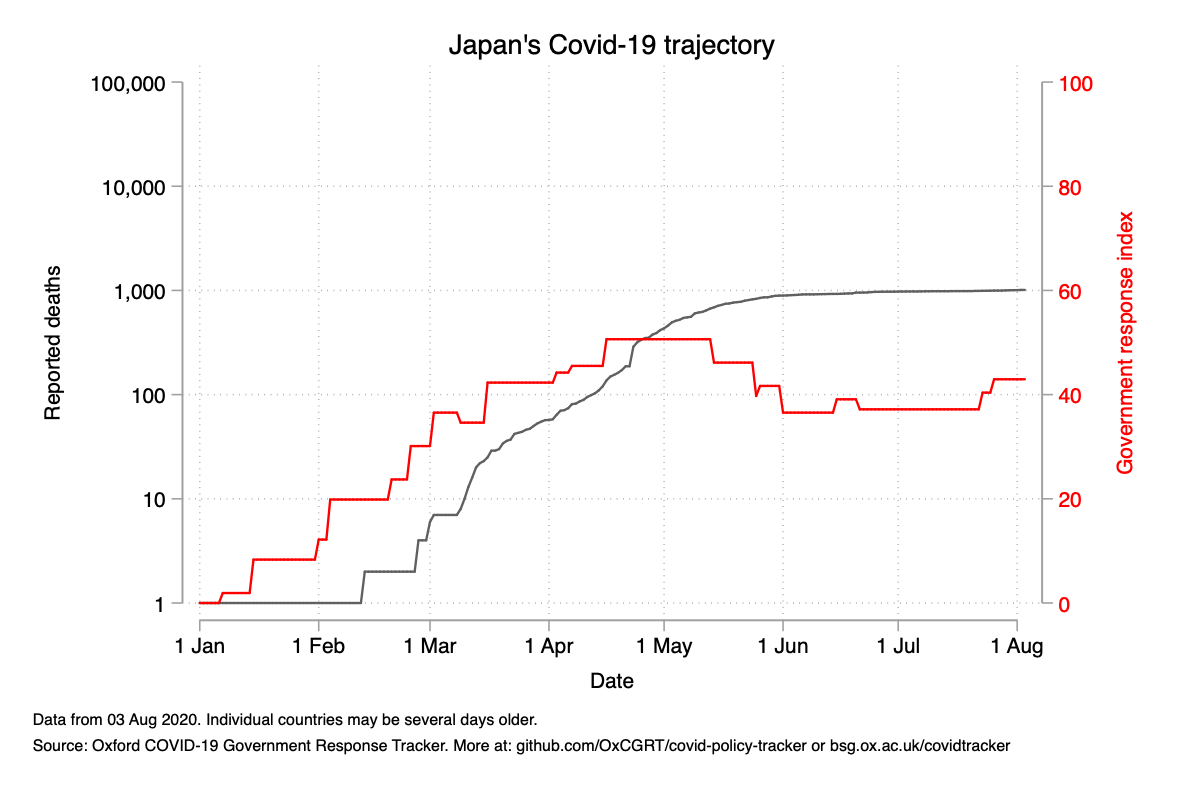 Japan's Covid-19 trajectory
100,000
10,000
1,000
100
10
1
Reported deaths
100
80
60
40
20
0
Government response index
1 Jan
1 Feb
1 Mar
1 Apr
1 May
1 Jun
1 Jul
1 Aug
Date
Data from 03 Aug 2020. Individual countries may be several days older.
Source: Oxford COVID-19 Government Response Tracker. More at: github.com/OxCGRT/covid-policy-tracker or bsg.ox.ac.uk/covidtracker